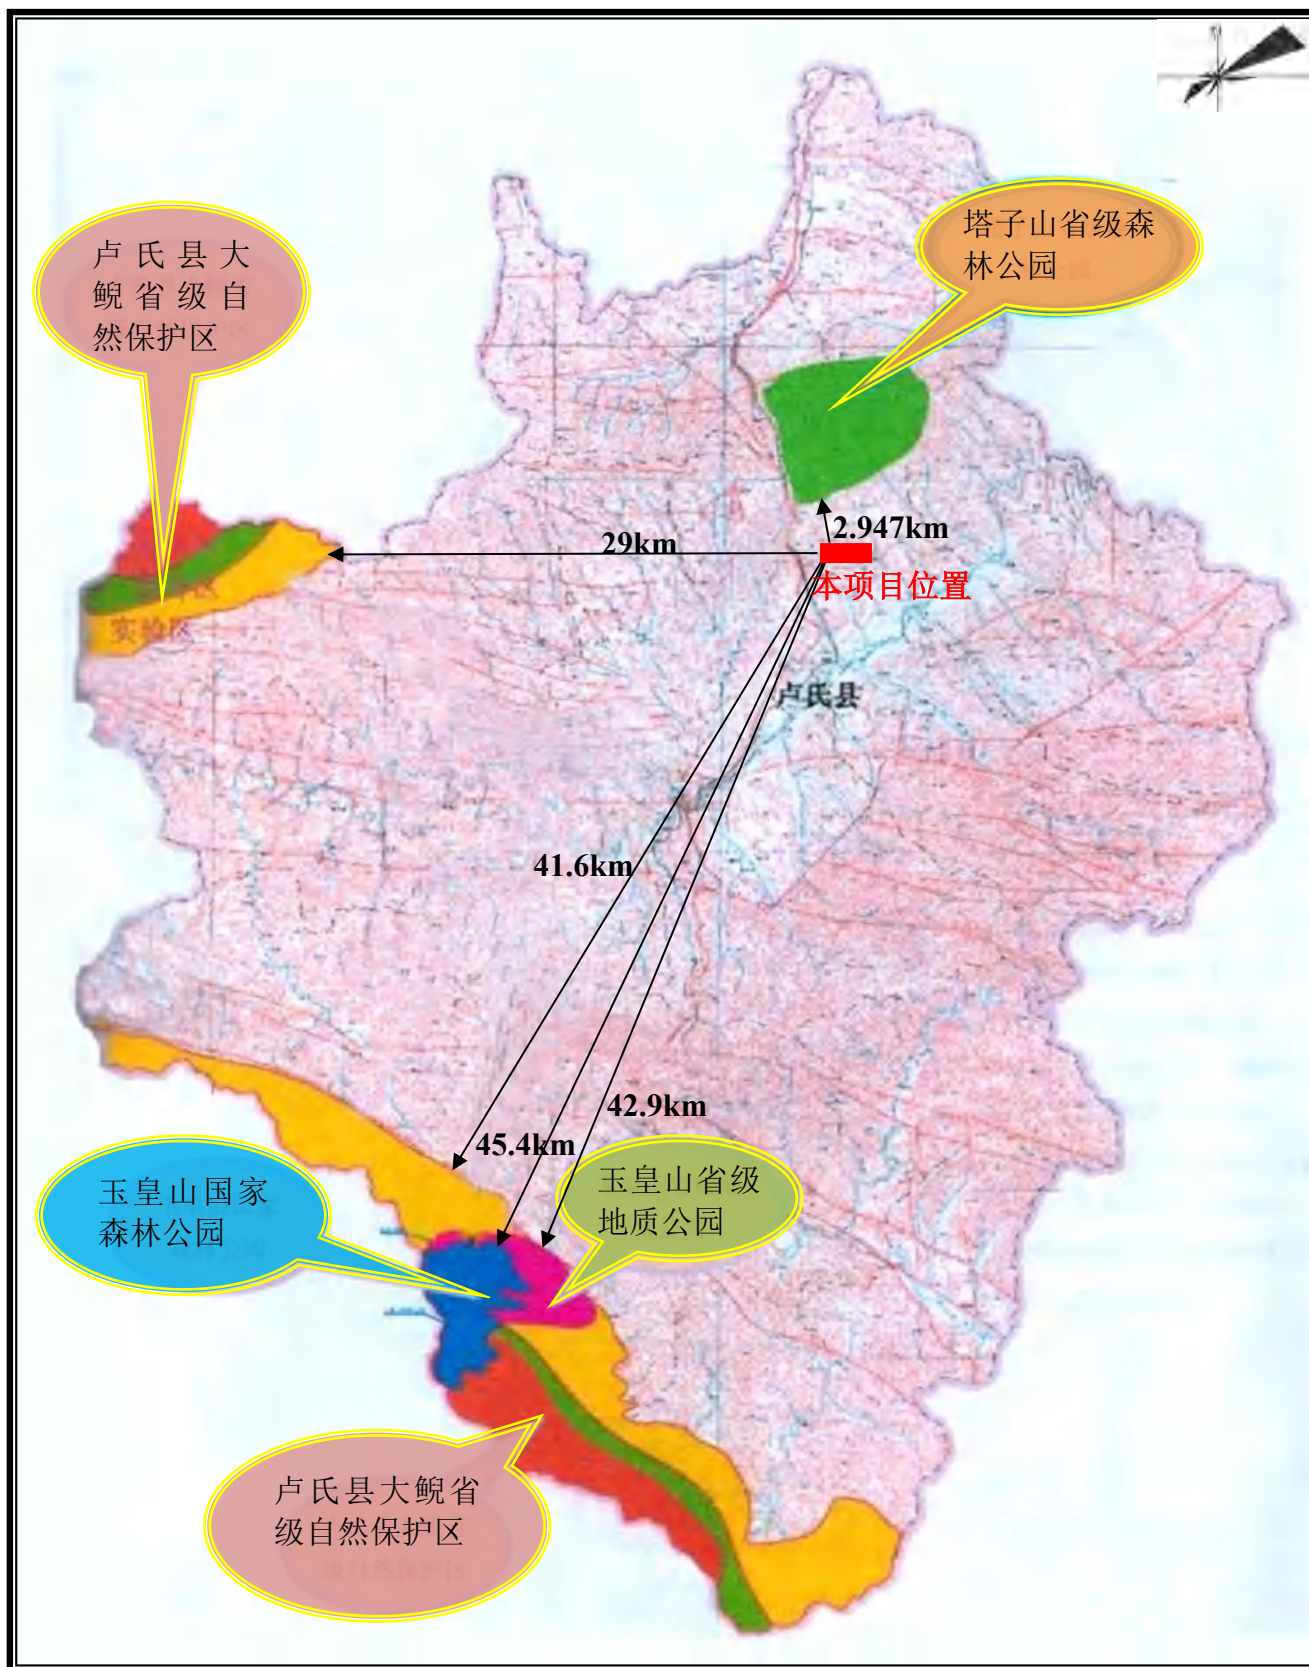 塔子山省级森
林公园
卢氏县大
鲵省级自
然保护区
2.947km
29km
本项目位置
实验区
卢氏县
41.6km
42.9km
45.4km
玉皇山国家
森林公园
玉皇山省级
地质公园
卢氏县大鲵省
级自然保护区